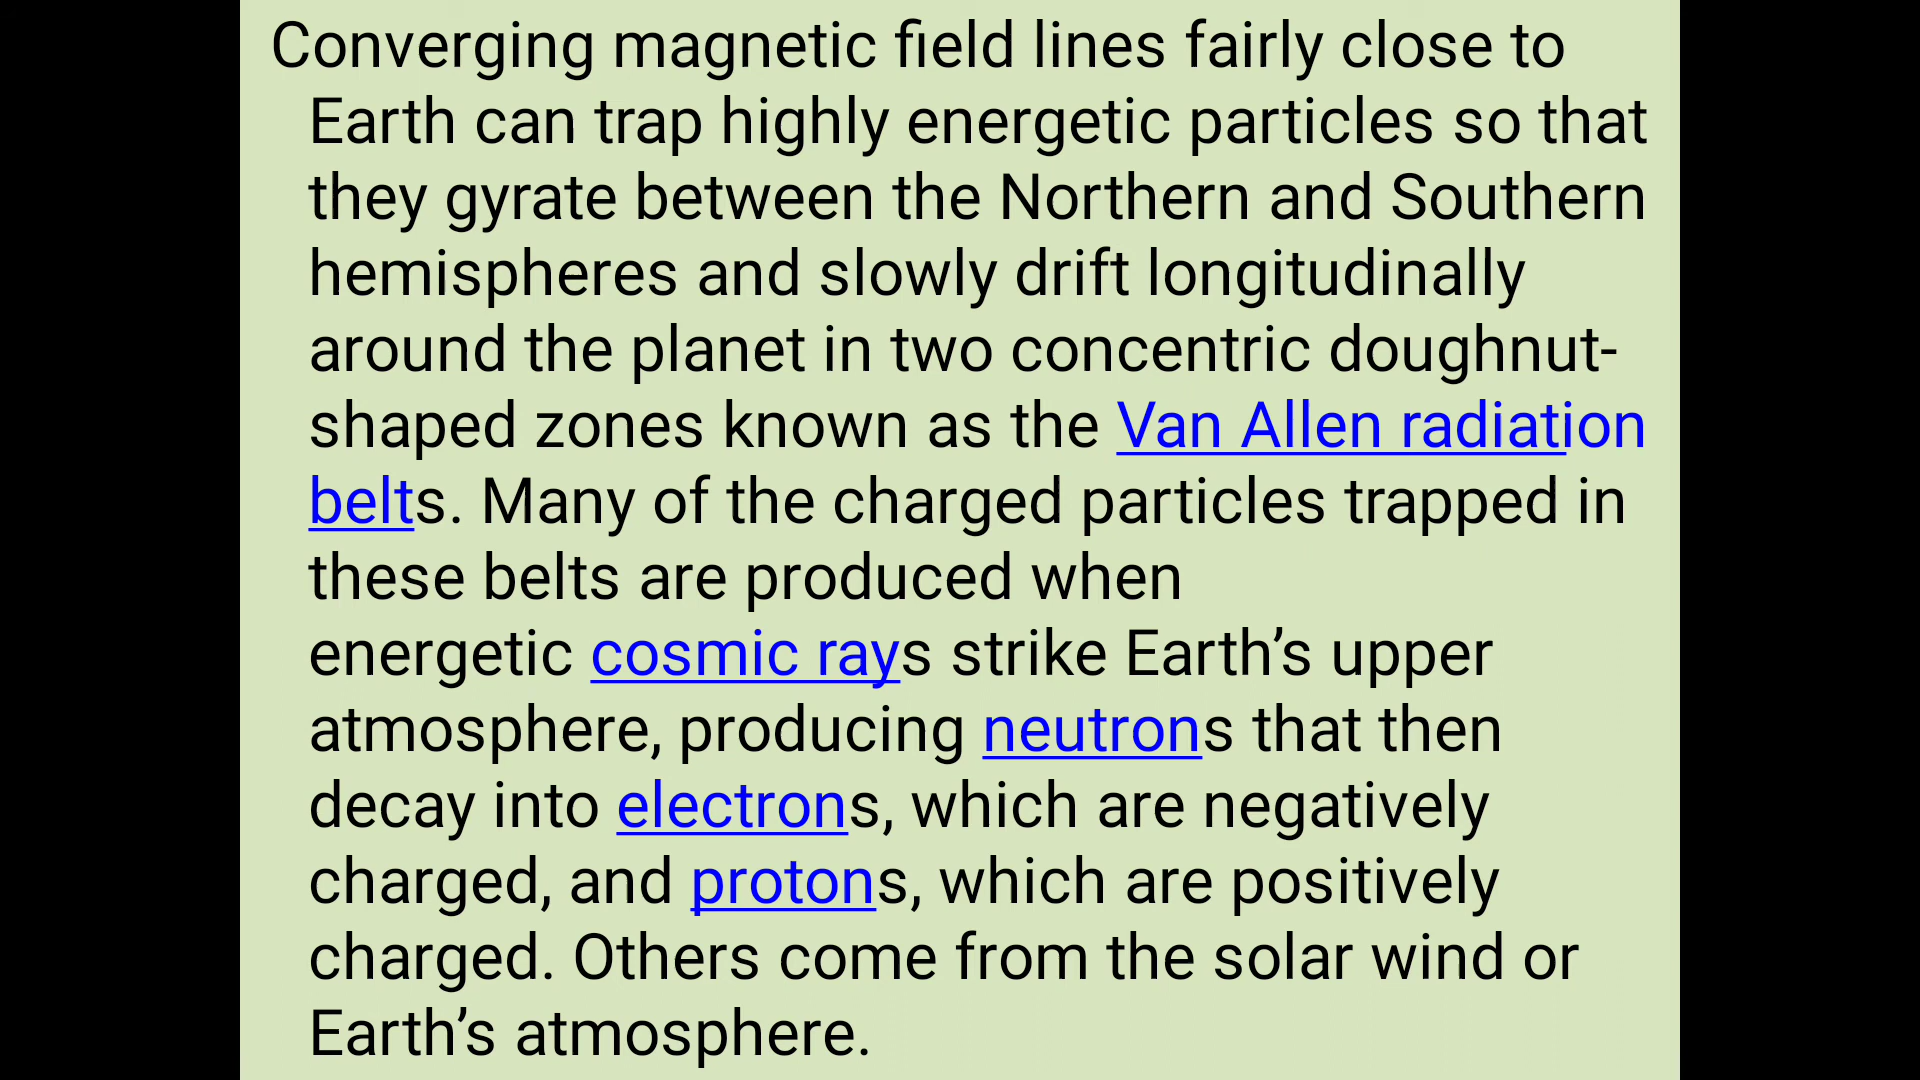 Converging magnetic field lines fairly close to
Earth can trap highly energetic particles so that
they gyrate between the Northern and Southern
hemispheres and slowly drift longitudinally
around the planet in two concentric doughnut-
shaped zones known as the Van Allen radiation
belts. Many of the charged particles trapped in
these belts are produced when
energetic cosmic rays strike Earth’s upper
atmosphere, producing neutrons that then
decay into electrons, which are negatively
charged, and protons, which are positively
charged. Others come from the solar wind or
Earth’s atmosphere.